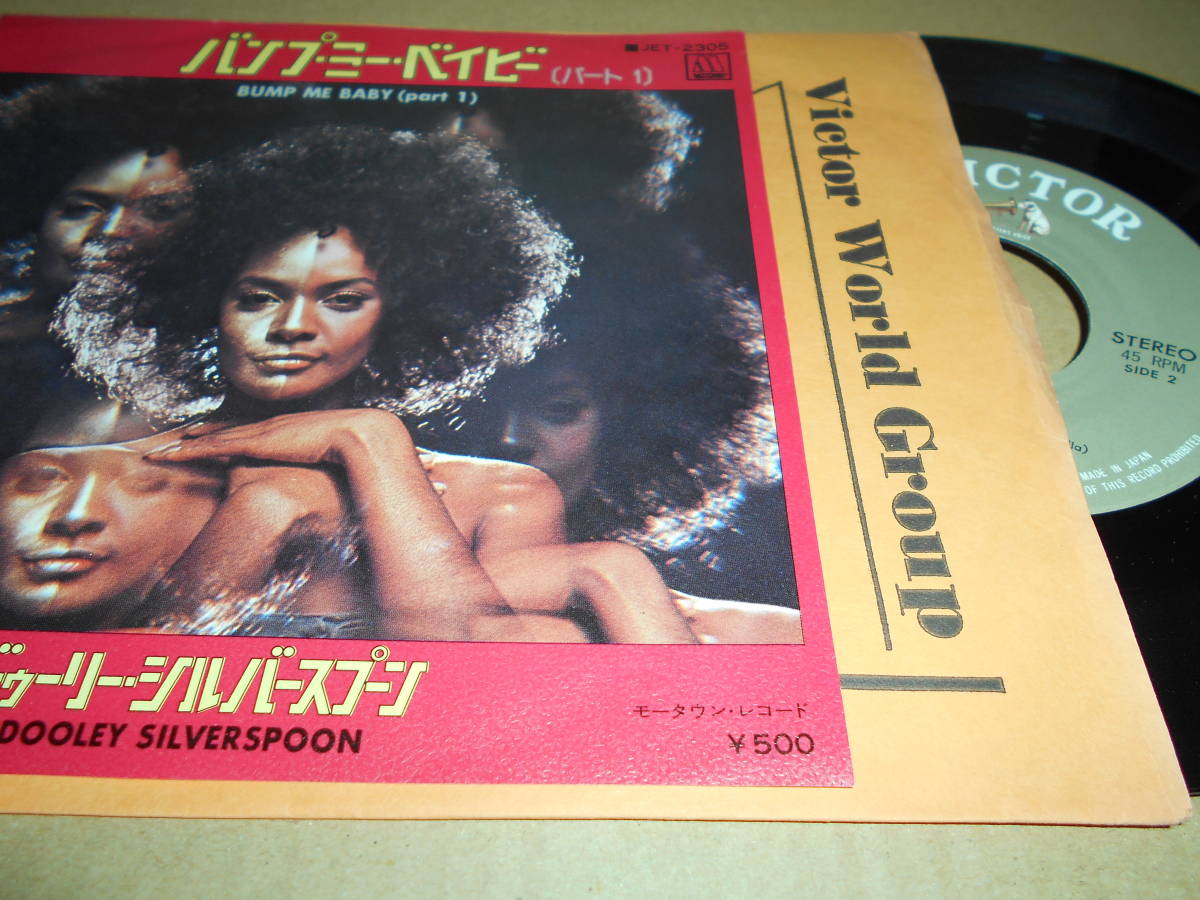 バンプ・ミー・ベイビー (パート 1)
BUMP ME BABY (part 1)
■JET-2305
ヴーリー・シルバースプーン
DOOLEY SILVERSPOON
モータウン・レコード
¥500
Victor World Group
ICTOR
STEREO
45 RPM
SIDE 2
MADE IN JAPAN
OF THIS RECORD PROHIBITED